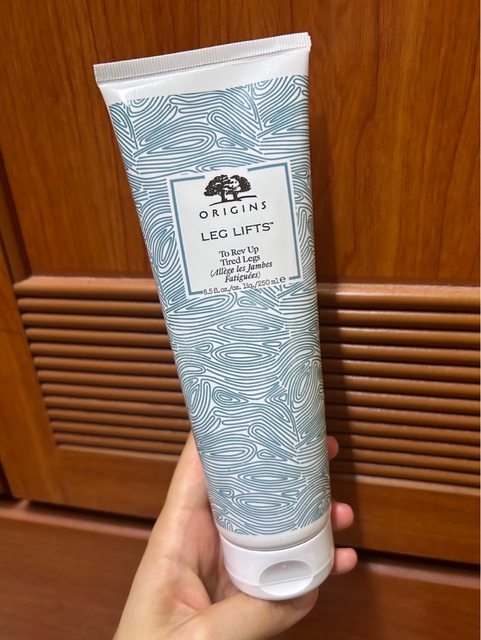 ORIGINS
LEG LIFTS™
To Rev Up
Tired Legs
(Allège les Jambes
Fatiguées)
8.5 fl.oz./oz. liq./250 ml e